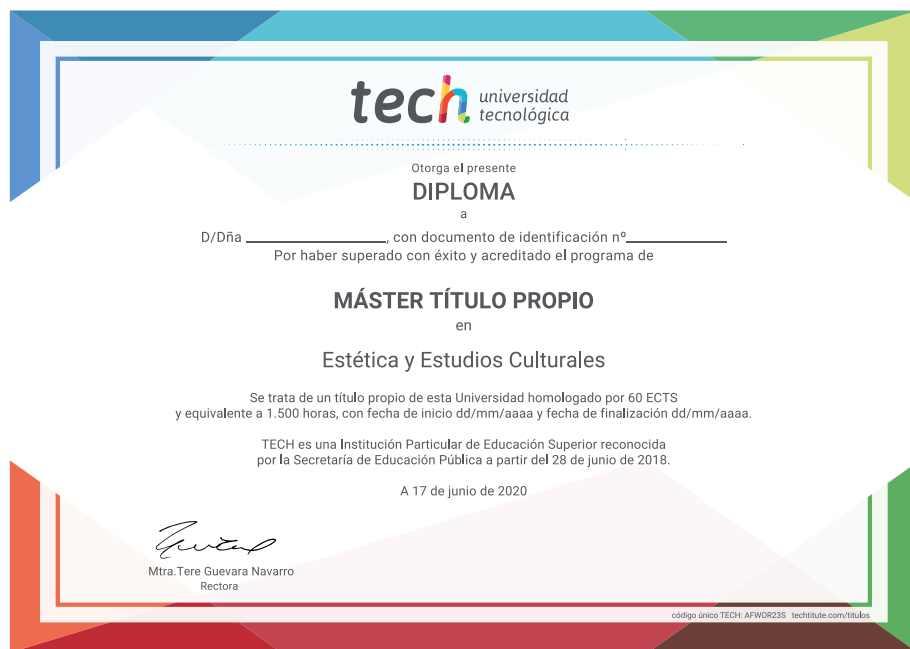 tech universidad
tecnológica
Otorga el presente
DIPLOMA
a
D/Dña ________________, con documento de identificación nº____________
Por haber superado con éxito y acreditado el programa de
MÁSTER TÍTULO PROPIO
en
Estética y Estudios Culturales
Se trata de un título propio de esta Universidad homologado por 60 ECTS
y equivalente a 1.500 horas, con fecha de inicio dd/mm/aaaa y fecha de finalización dd/mm/aaaa.
TECH es una Institución Particular de Educación Superior reconocida
por la Secretaría de Educación Pública a partir del 28 de junio de 2018.
A 17 de junio de 2020
Mtra.Tere Guevara Navarro
Rectora
código único TECH: AFWOR23S techtitute.com/titulos